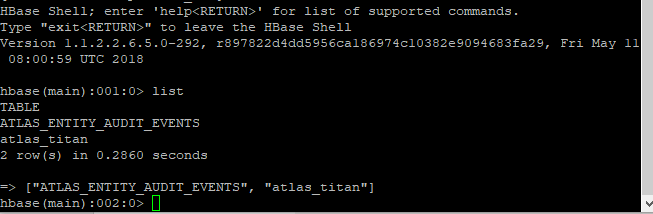 HBase Shell; enter 'help<RETURN>' for list of supported commands.
Type "exit<RETURN>" to leave the HBase Shell
Version 1.1.2.2.6.5.0-292, r897822d4dd5956ca186974c10382e9094683fa29, Fri May 11
 08:00:59 UTC 2018
hbase(main):001:0> list
TABLE
ATLAS_ENTITY_AUDIT_EVENTS
atlas_titan
2 row(s) in 0.2860 seconds
=> ["ATLAS_ENTITY_AUDIT_EVENTS", "atlas_titan"]
hbase(main):002:0>